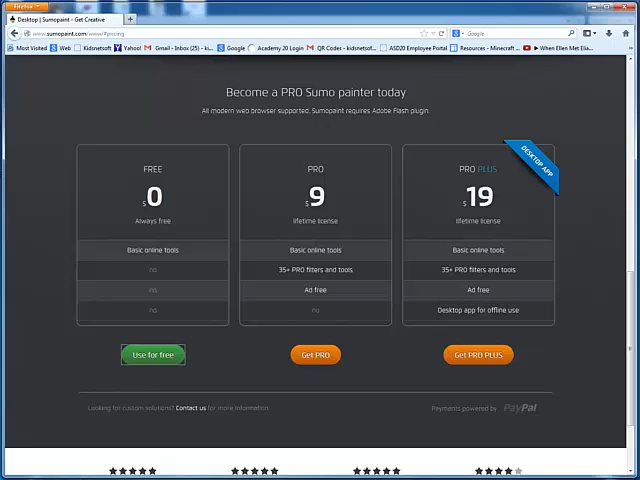 Firefox
Desktop | Sumopaint - Get Creative
www.sumopaint.com/www/#pricing
Google
Most Visited Web Kidsnetsoft Yahoo! Gmail - Inbox (25) - ki... Google Academy 20 Login QR Codes - kidsnetsof... ASD20 Employee Portal Resources - Minecraft ... When Ellen Met Elia...
Become a PRO Sumo painter today
All modern web browser supported. Sumopaint requires Adobe Flash plugin.
DESKTOP APP
FREE PRO PRO PLUS
$0 $9 $19
Always free lifetime license lifetime license
Basic online tools Basic online tools Basic online tools
no 35+ PRO filters and tools 35+ PRO filters and tools
no Ad free Ad free
no no Desktop app for offline use
Use for free Get PRO Get PRO PLUS
Looking for custom solutions? Contact us for more information Payments powered by PayPal